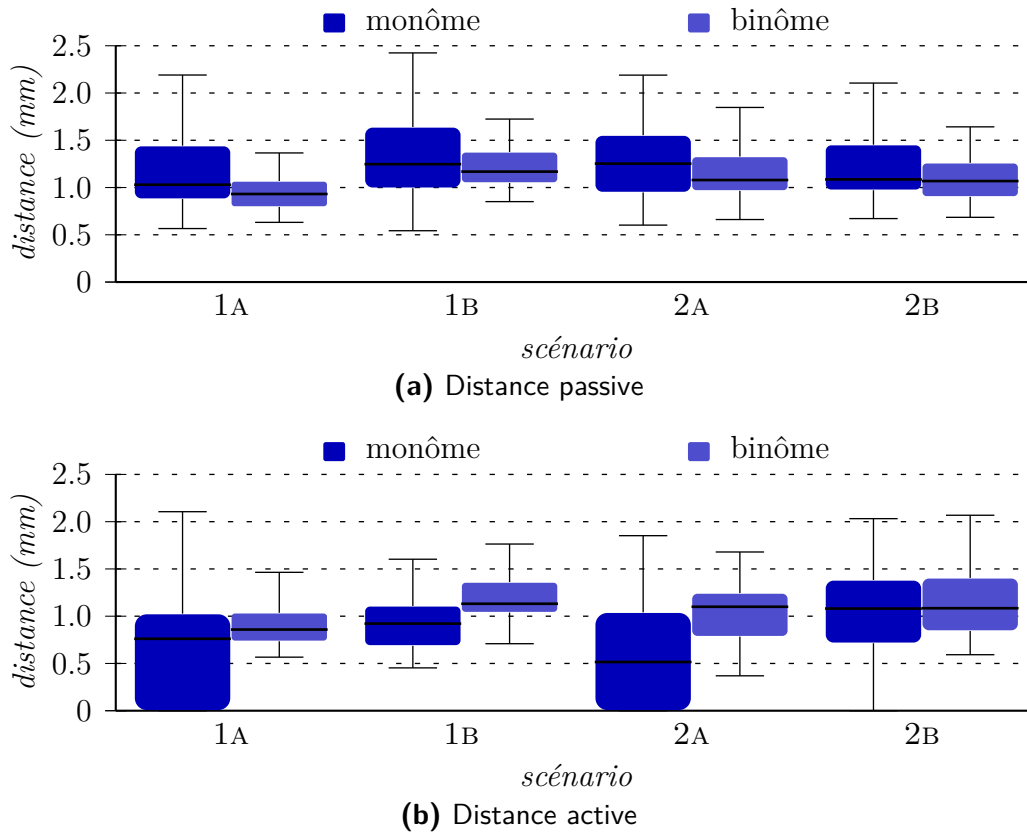 monôme binôme
2.5
2.0
1.5
1.0
0.5
0
distance (mm)
1A 1B 2A 2B
scénario
(a) Distance passive
monôme binôme
2.5
2.0
1.5
1.0
0.5
0
distance (mm)
1A 1B 2A 2B
scénario
(b) Distance active